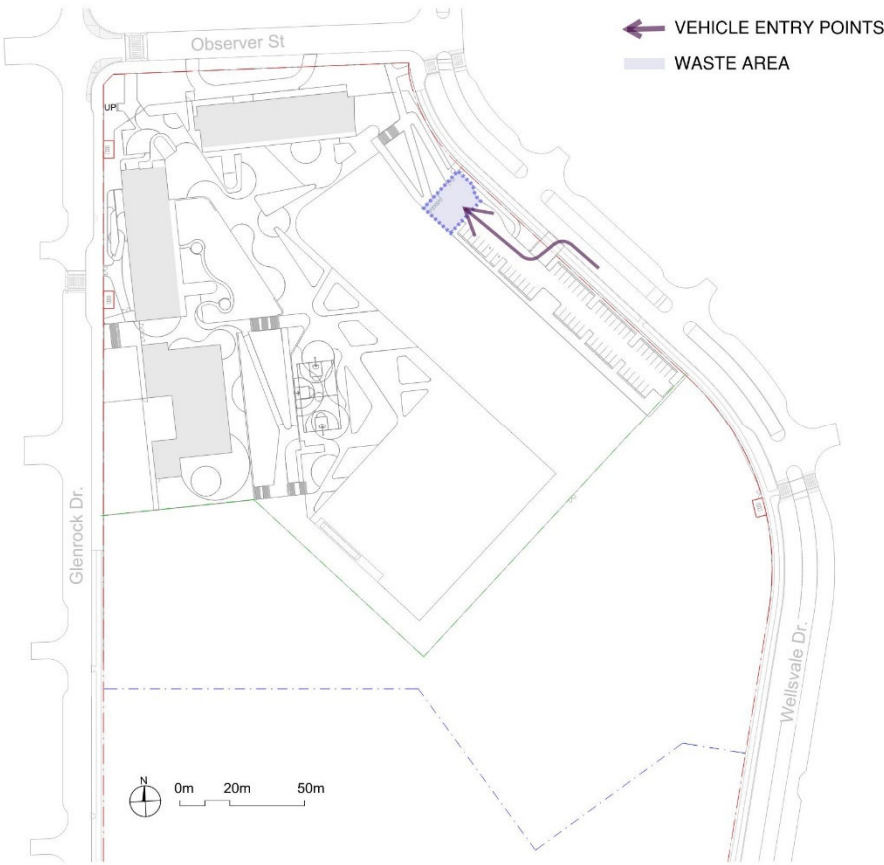 VEHICLE ENTRY POINTS
WASTE AREA
Observer St
UP
Glenrock Dr.
Wellsvale Dr.
N
0m 20m 50m